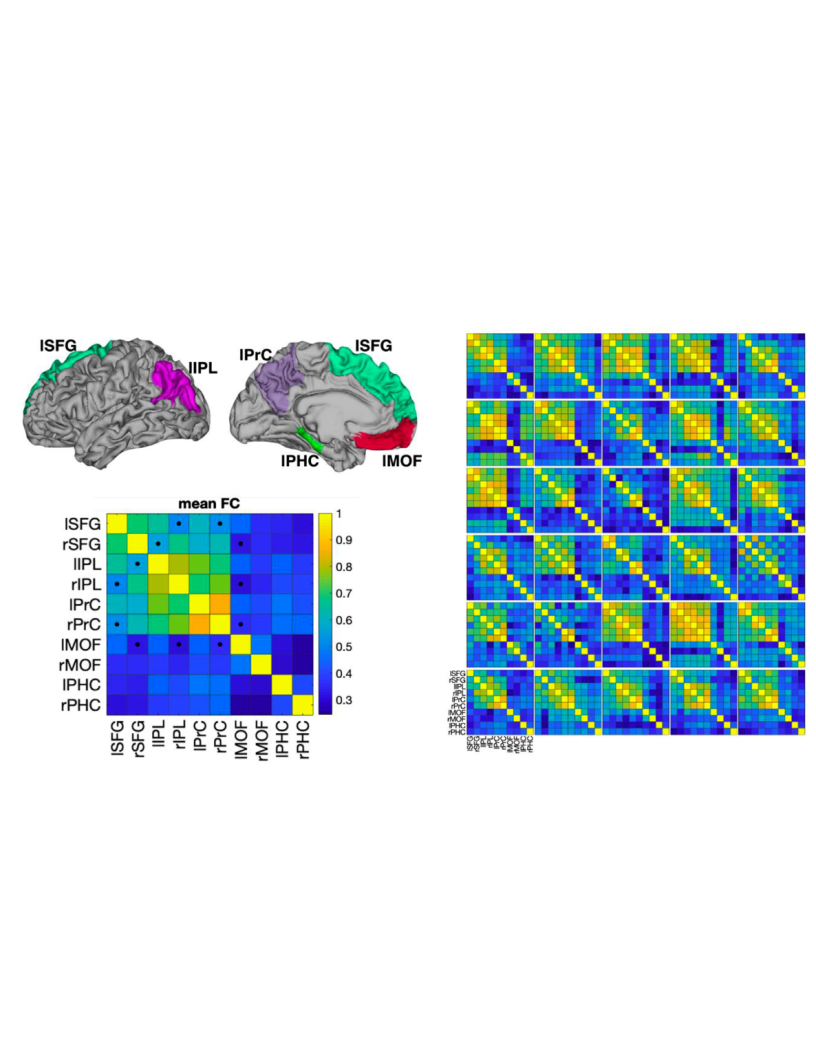 lSFG
lIPL
lPrC
lSFG
lPHC
lMOF
mean FC
lSFG
rSFG
lIPL
rIPL
lPrC
rPrC
lMOF
rMOF
lPHC
rPHC
1
0.9
0.8
0.7
0.6
0.5
0.4
0.3
lSFG rSFG lIPL rIPL lPrC rPrC lMOF rMOF lPHC rPHC
lSFG
rSFG
lIPL
rIPL
lPrC
rPrC
lMOF
rMOF
lPHC
rPHC
lSFG rSFG lIPL rIPL lPrC rPrC lMOF rMOF lPHC rPHC